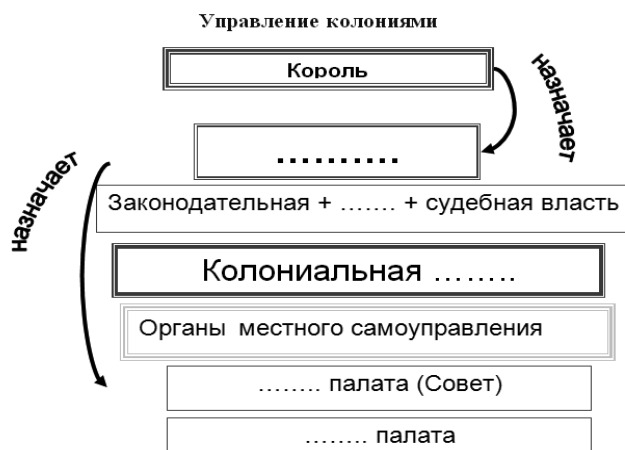 Управление колониями
Король
назначает
..........
назначает
Законодательная + ....... + судебная власть
Колониальная ........
Органы местного самоуправления
........ палата (Совет)
........ палата